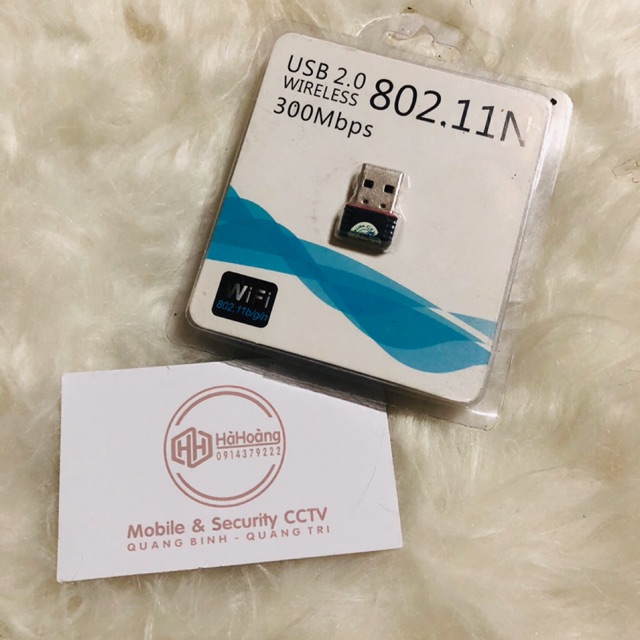 USB 2.0
WIRELESS
802.11N
300Mbps
WiFi
802.11b/g/n
HàHoàng
0914379222
Mobile & Security CCTV
QUANG BINH - QUANG TRI